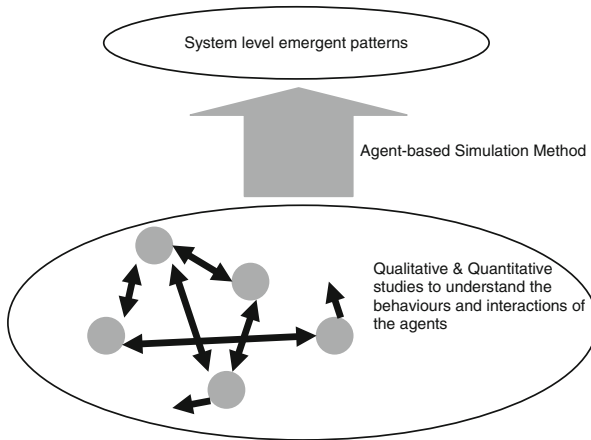 System level emergent patterns
Agent-based Simulation Method
Qualitative & Quantitative
studies to understand the
behaviours and interactions of
the agents